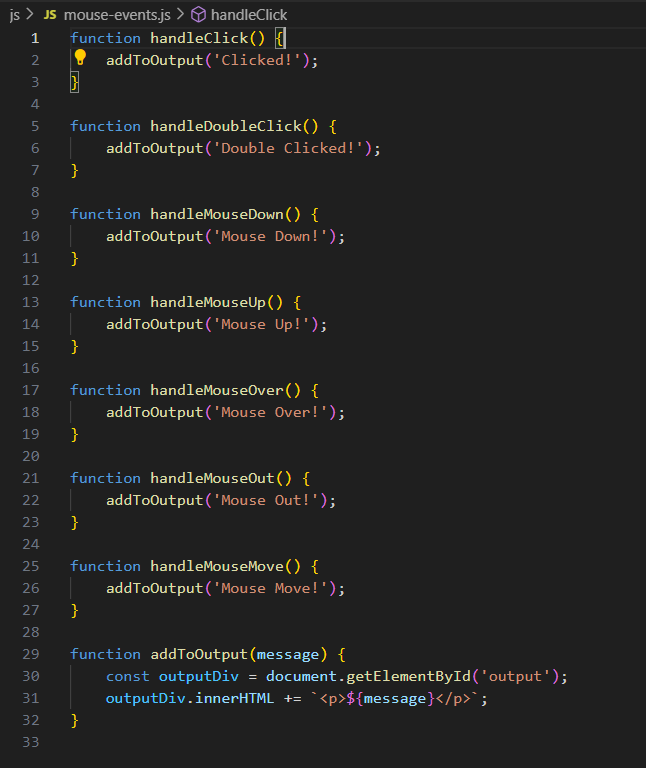 js > JS mouse-events.js > handleClick
1 function handleClick() {
2     addToOutput('Clicked!');
3 }
4
5 function handleDoubleClick() {
6     addToOutput('Double Clicked!');
7 }
8
9 function handleMouseDown() {
10     addToOutput('Mouse Down!');
11 }
12
13 function handleMouseUp() {
14     addToOutput('Mouse Up!');
15 }
16
17 function handleMouseOver() {
18     addToOutput('Mouse Over!');
19 }
20
21 function handleMouseOut() {
22     addToOutput('Mouse Out!');
23 }
24
25 function handleMouseMove() {
26     addToOutput('Mouse Move!');
27 }
28
29 function addToOutput(message) {
30     const outputDiv = document.getElementById('output');
31     outputDiv.innerHTML += `<p>${message}</p>`;
32 }
33